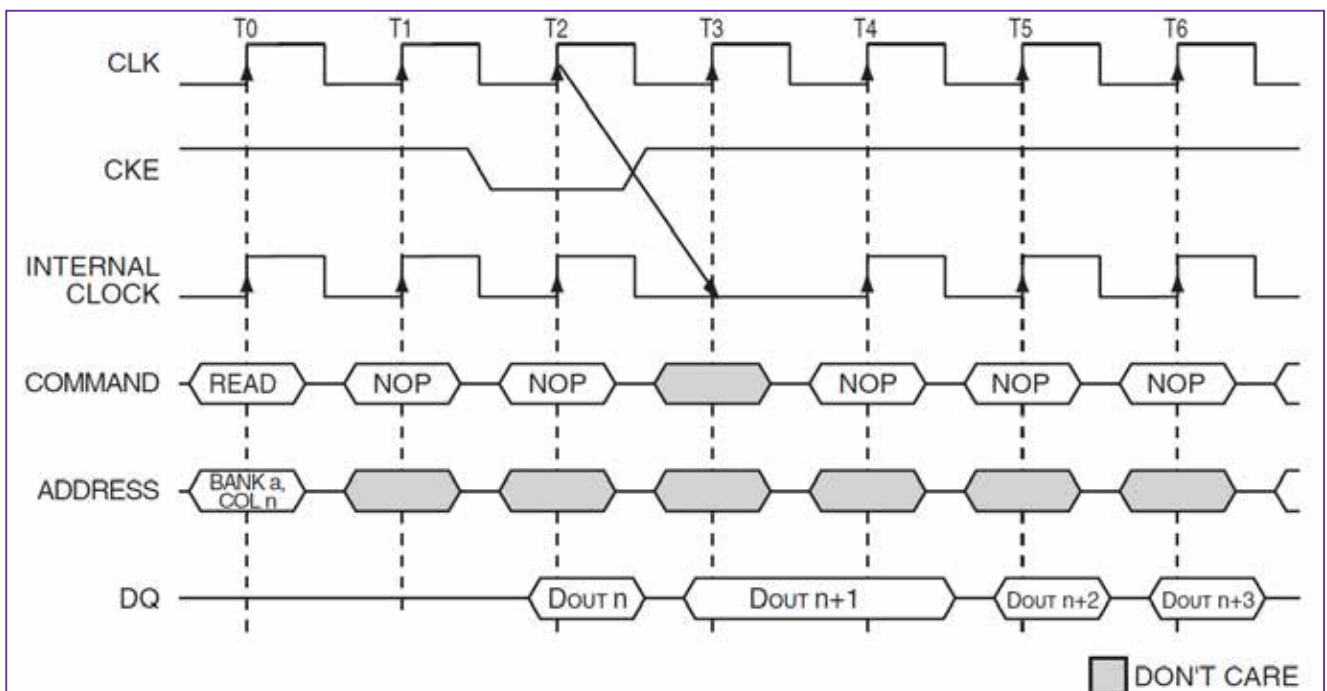 T0 T1 T2 T3 T4 T5 T6
CLK
CKE
INTERNAL
CLOCK
COMMAND READ NOP NOP NOP NOP NOP
ADDRESS BANK a,
COL n
DQ DOUT n DOUT n+1 DOUT n+2 DOUT n+3
DON'T CARE